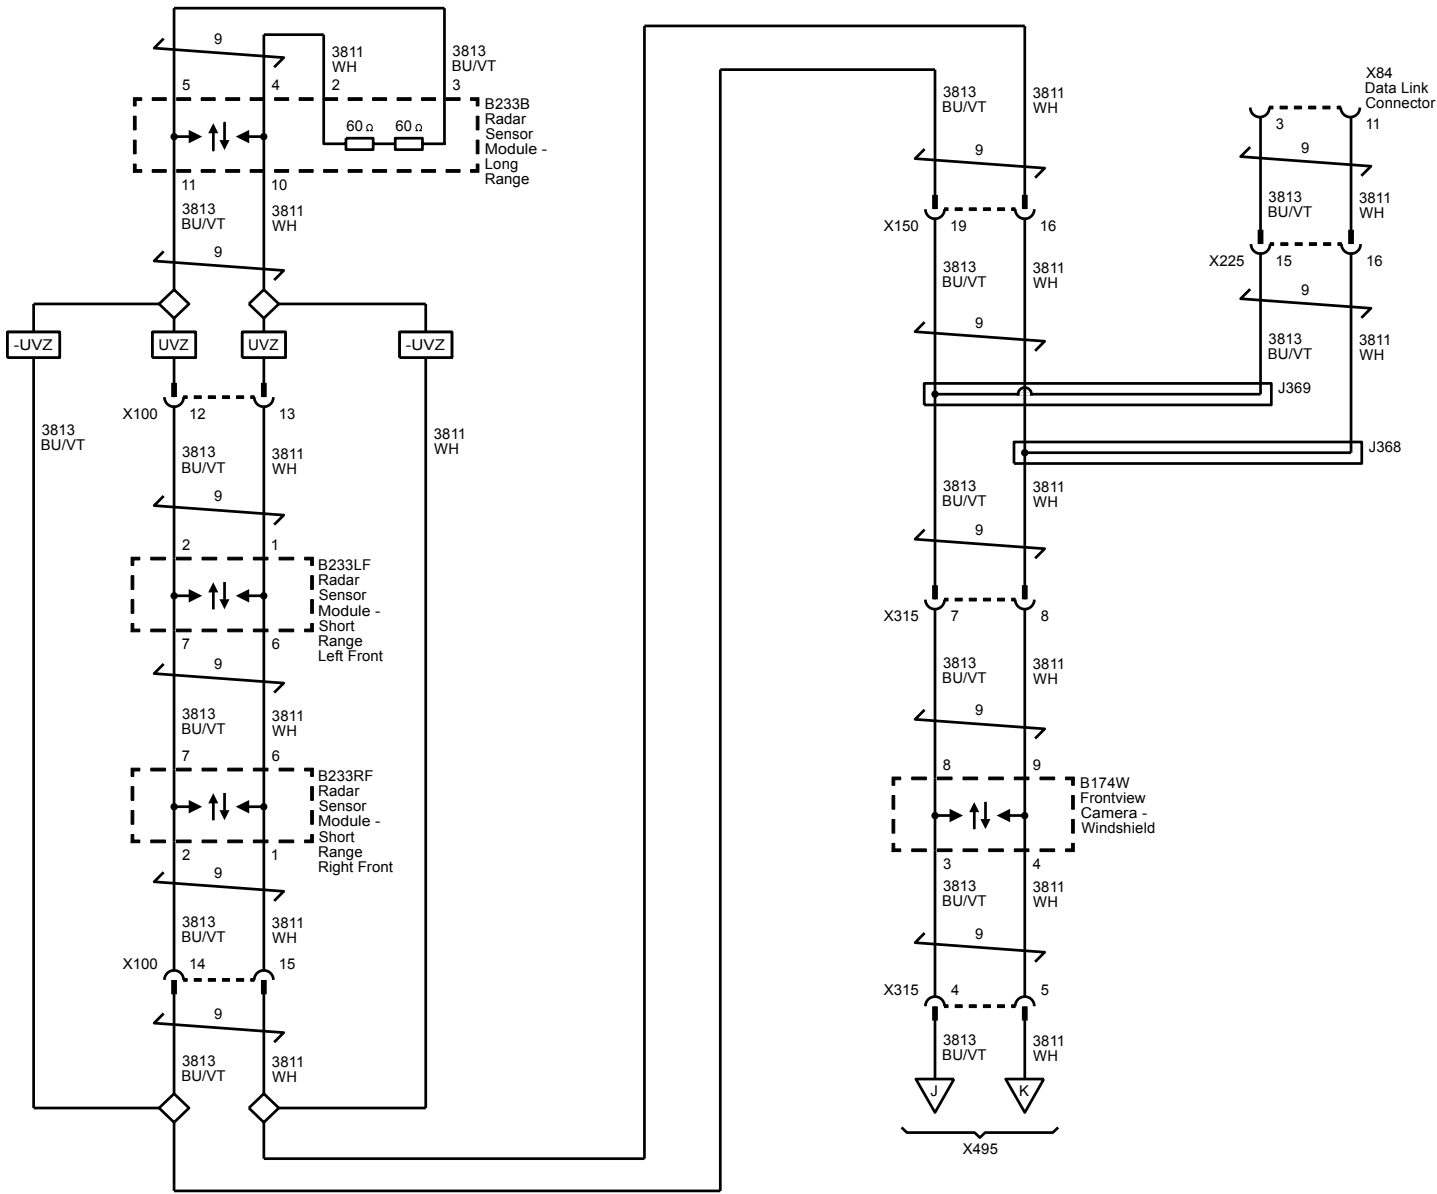 9
3811
WH
3813
BU/VT
5
4
2
3
B233B
Radar
Sensor
Module -
Long
Range
60 Ω
60 Ω
11
10
3813
BU/VT
3811
WH
9
-UVZ
UVZ
UVZ
-UVZ
X100
12
13
3813
BU/VT
3811
WH
3813
BU/VT
3811
WH
9
2
1
B233LF
Radar
Sensor
Module -
Short
Range
Left Front
7
6
9
3813
BU/VT
3811
WH
7
6
B233RF
Radar
Sensor
Module -
Short
Range
Right Front
2
1
9
3813
BU/VT
3811
WH
X100
14
15
9
3813
BU/VT
3811
WH
3813
BU/VT
3811
WH
9
X150
19
16
3813
BU/VT
3811
WH
9
X84
Data Link
Connector
3
11
9
3813
BU/VT
3811
WH
X225
15
16
9
3813
BU/VT
3811
WH
J369
J368
3813
BU/VT
3811
WH
9
X315
7
8
3813
BU/VT
3811
WH
9
8
9
B174W
Frontview
Camera -
Windshield
3
4
3813
BU/VT
3811
WH
9
X315
4
5
3813
BU/VT
3811
WH
J
K
X495